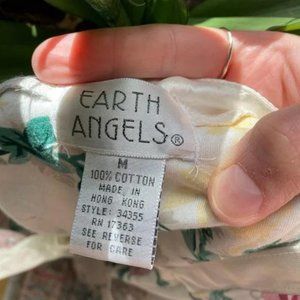 EARTH
ANGELS®
M
100% COTTON
MADE IN
HONG KONG
STYLE: 34355
RN 17363
SEE REVERSE
FOR CARE